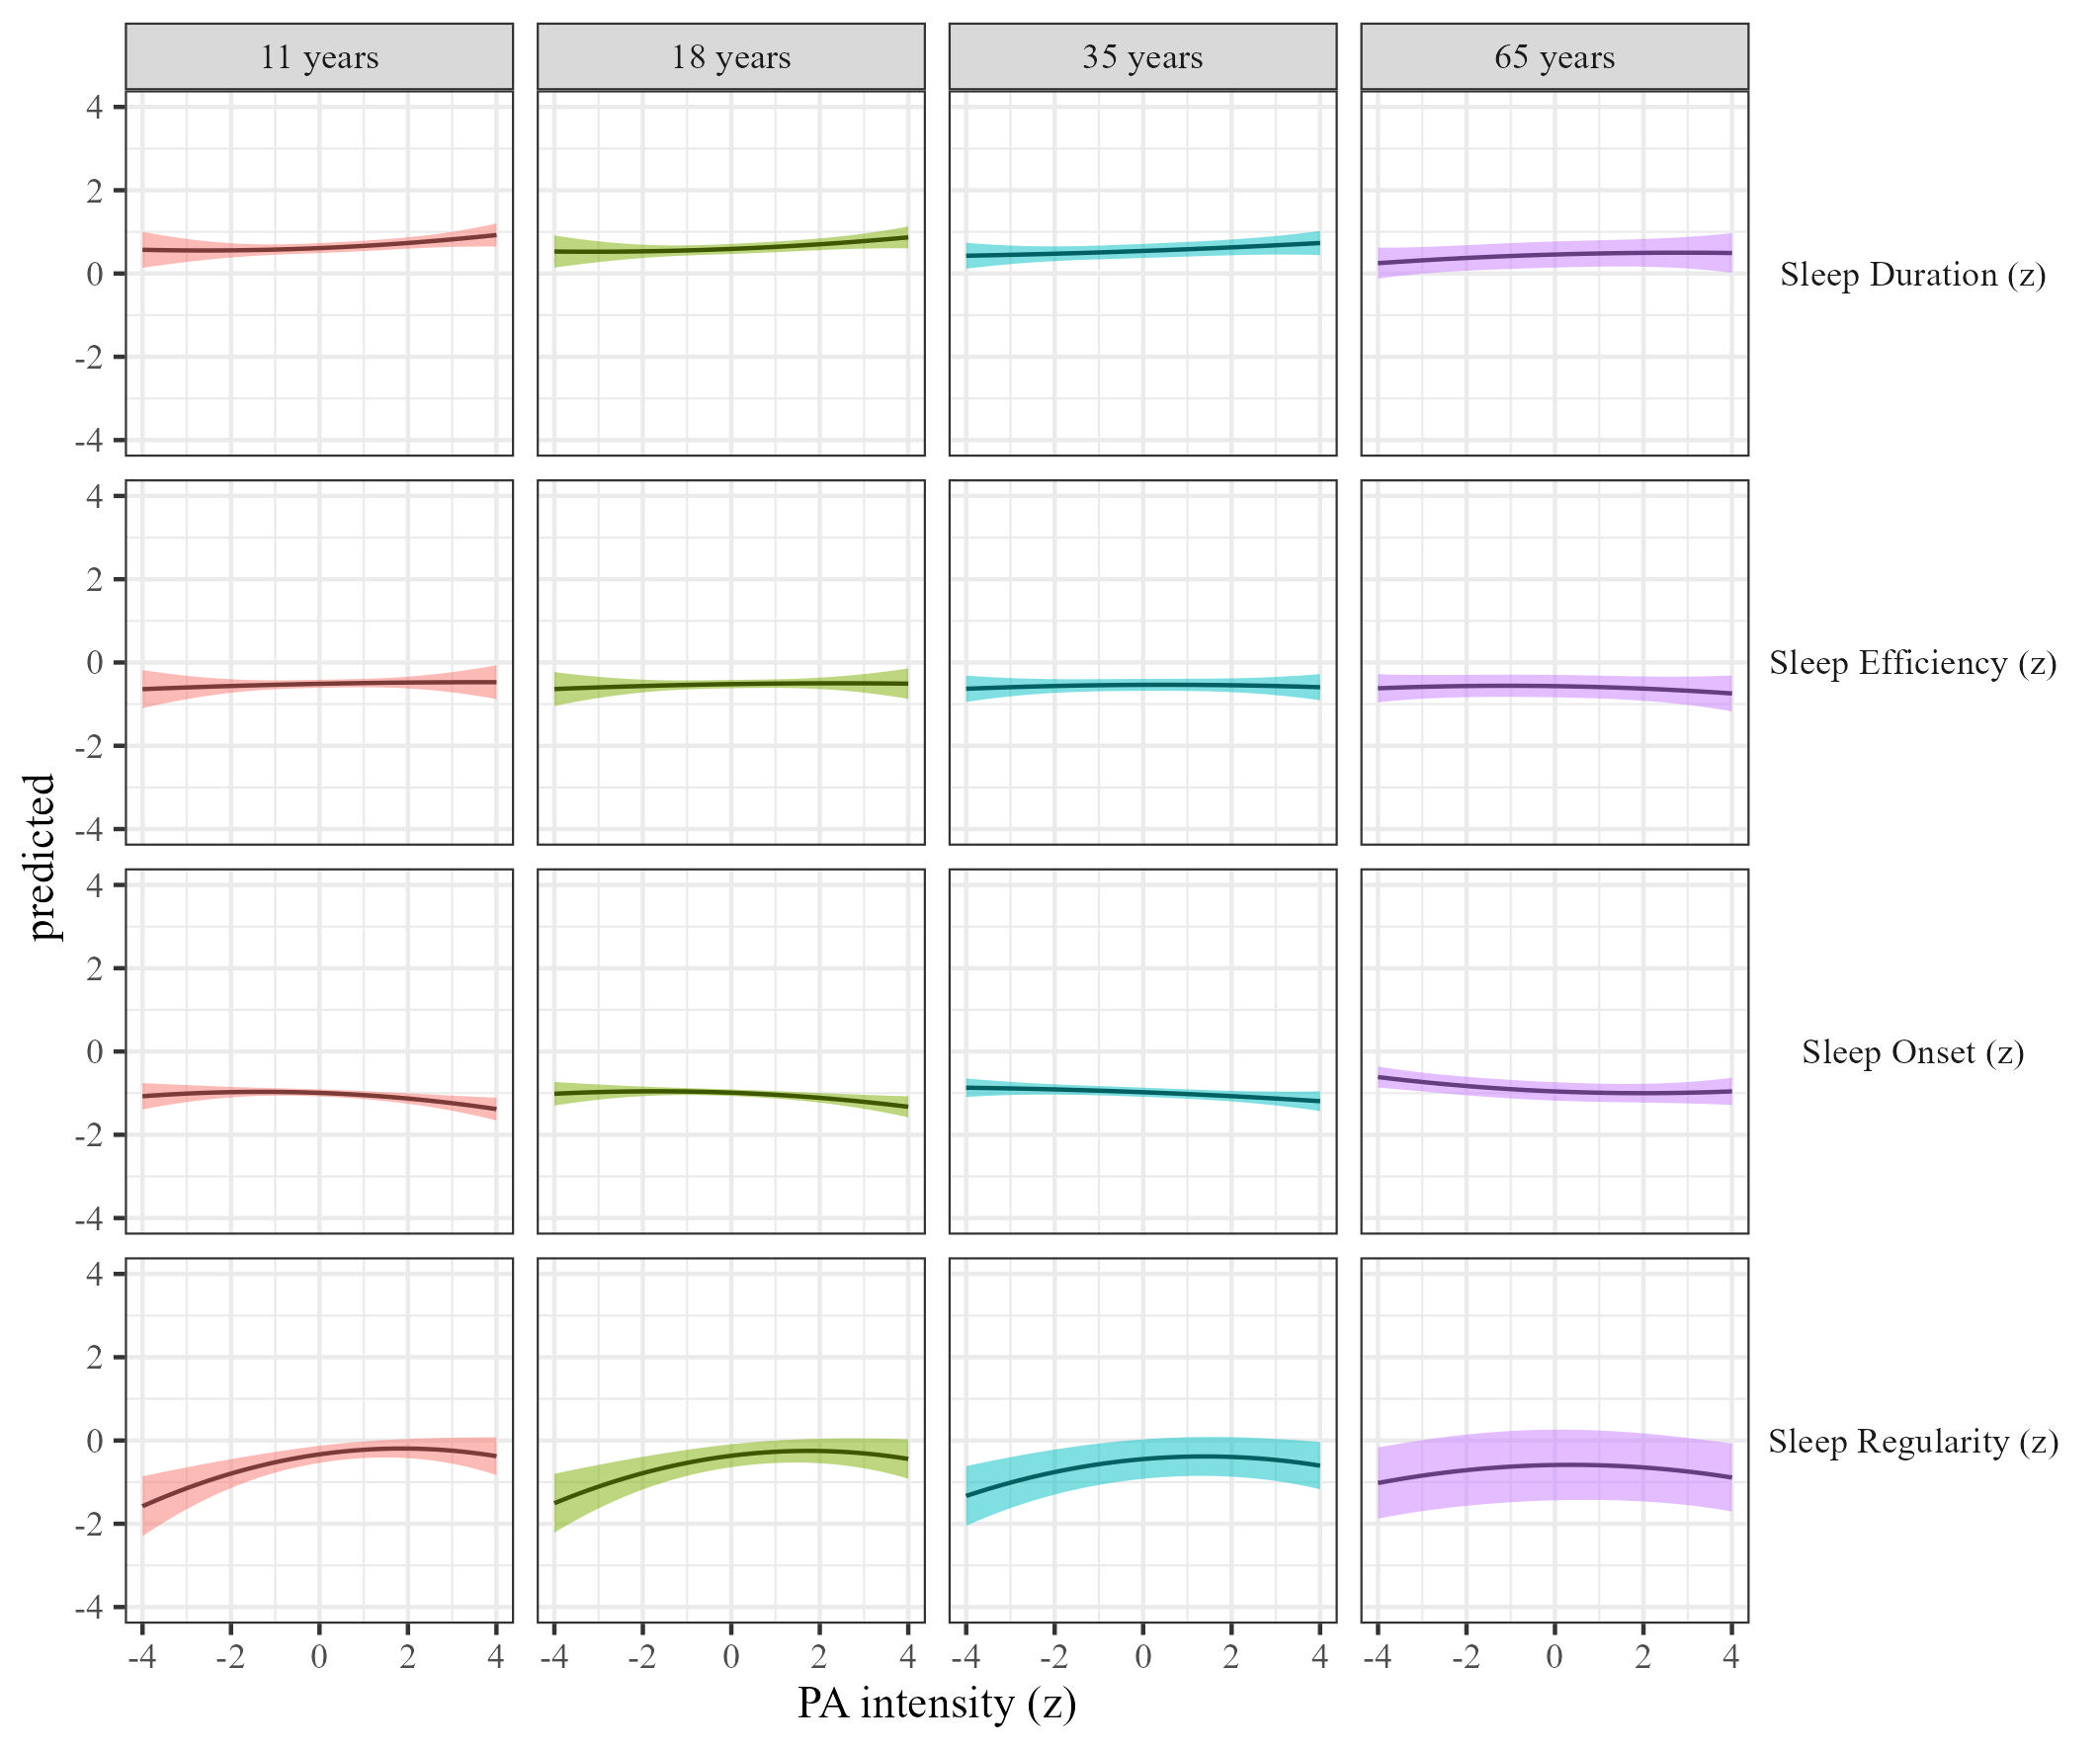 11 years 18 years 35 years 65 years
4
2
0
-2
-4
Sleep Duration (z)
4
2
0
-2
-4
Sleep Efficiency (z)
predicted
4
2
0
-2
-4
Sleep Onset (z)
4
2
0
-2
-4
Sleep Regularity (z)
-4 -2 0 2 4 -4 -2 0 2 4 -4 -2 0 2 4 -4 -2 0 2 4
PA intensity (z)